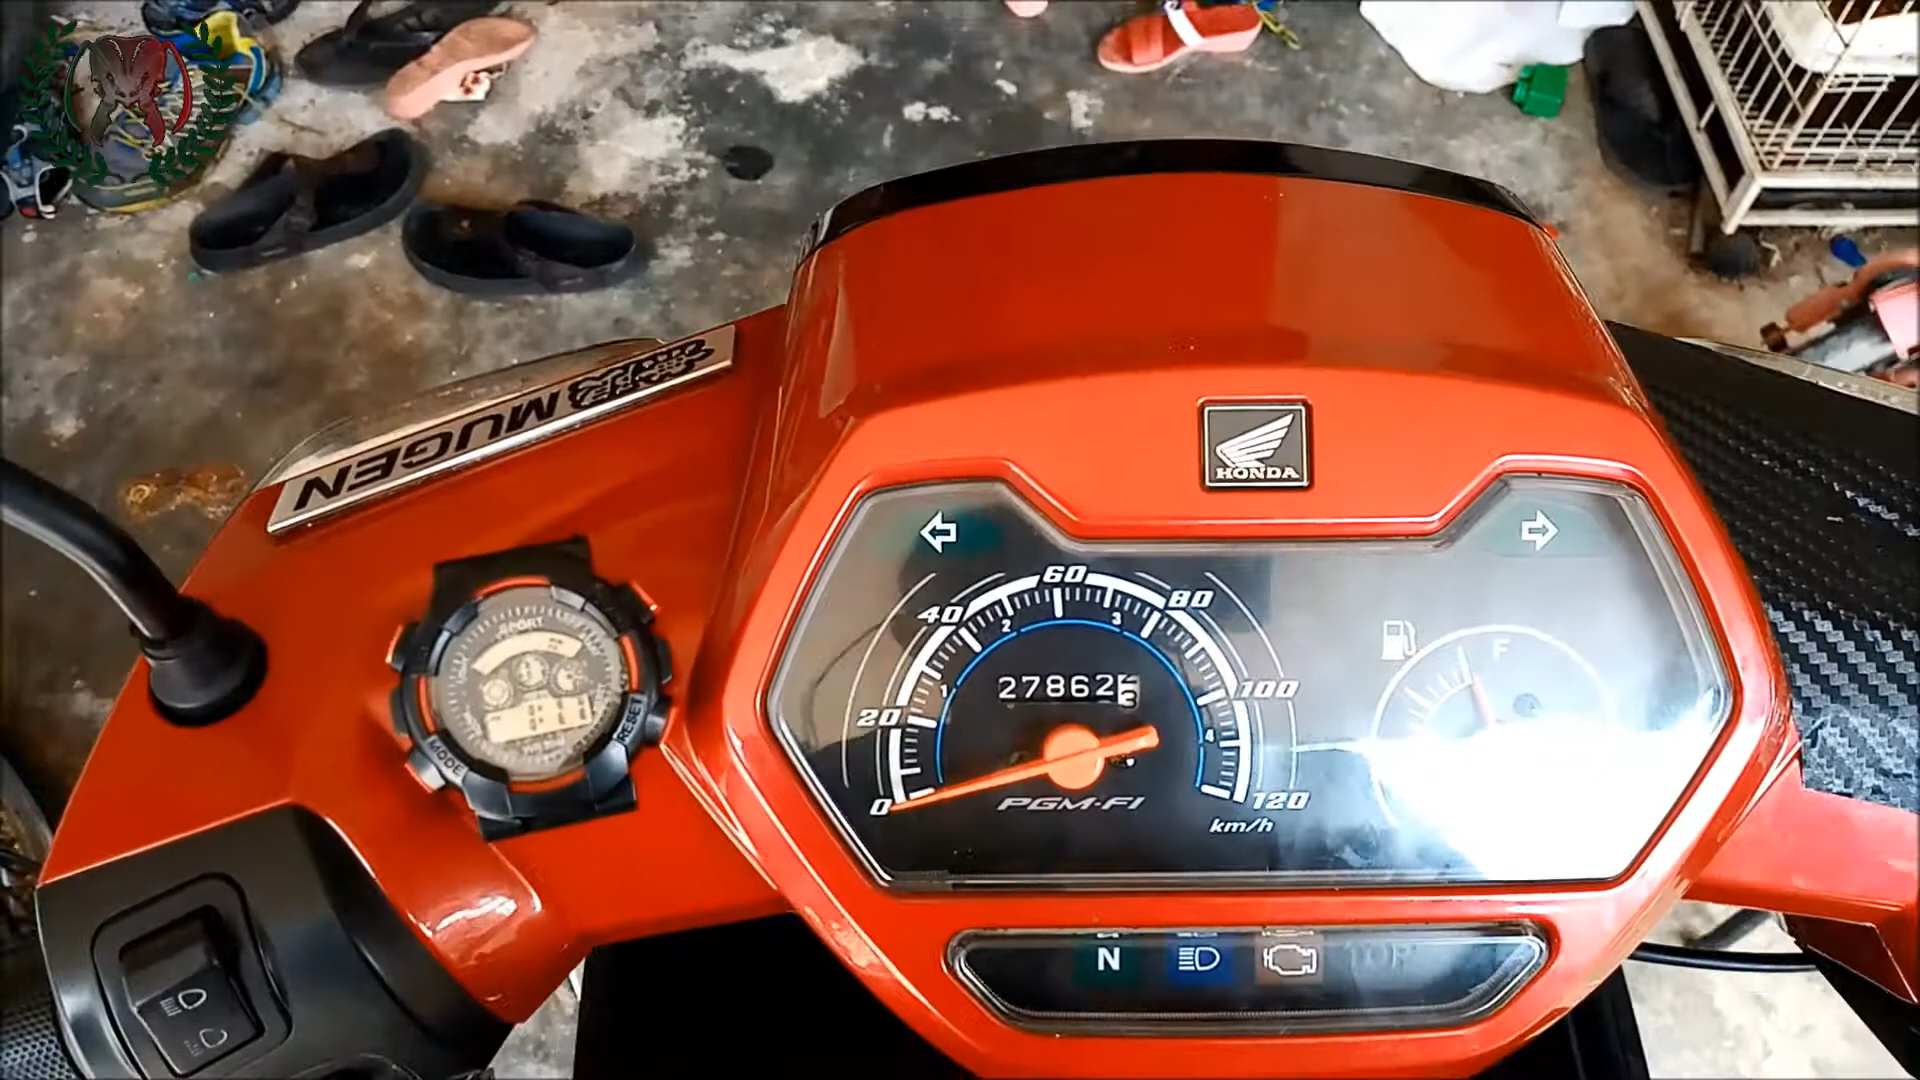 MUGEN
HONDA
SPORT
MODE
RESET
0
20
40
60
80
100
120
1
2
3
4
27862
PGM-FI
km/h
F
N
TOP